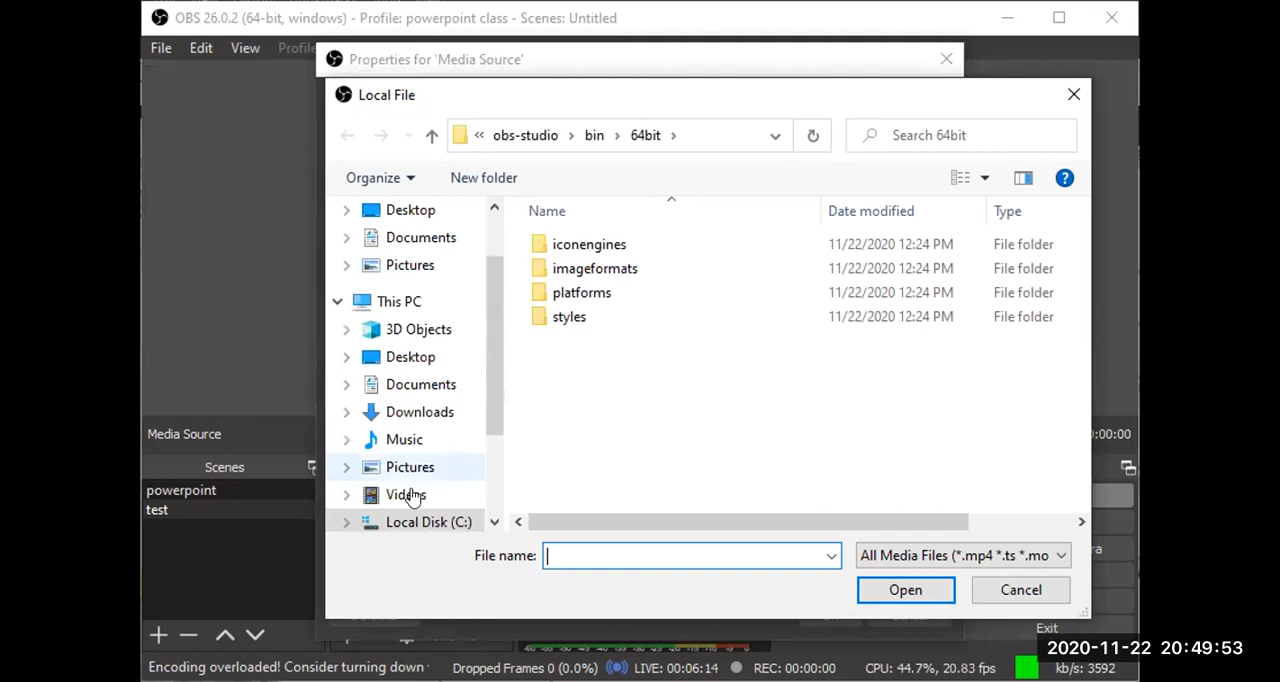 OBS 26.0.2 (64-bit, windows) - Profile: powerpoint class - Scenes: Untitled
File Edit View Profile
Properties for 'Media Source'
Local File
« obs-studio › bin › 64bit ›
Search 64bit
Organize
New folder
Name Date modified Type
Desktop
Documents
Pictures
This PC
3D Objects
Desktop
Documents
Downloads
Music
Pictures
Videos
Local Disk (C:)
iconengines 11/22/2020 12:24 PM File folder
imageformats 11/22/2020 12:24 PM File folder
platforms 11/22/2020 12:24 PM File folder
styles 11/22/2020 12:24 PM File folder
File name:
All Media Files (*.mp4 *.ts *.mo
Open
Cancel
Media Source
:00:00
Scenes
powerpoint
test
Exit
2020-11-22 20:49:53
Encoding overloaded! Consider turning down
Dropped Frames 0 (0.0%)
LIVE: 00:06:14
REC: 00:00:00
CPU: 44.7%, 20.83 fps
kb/s: 3592